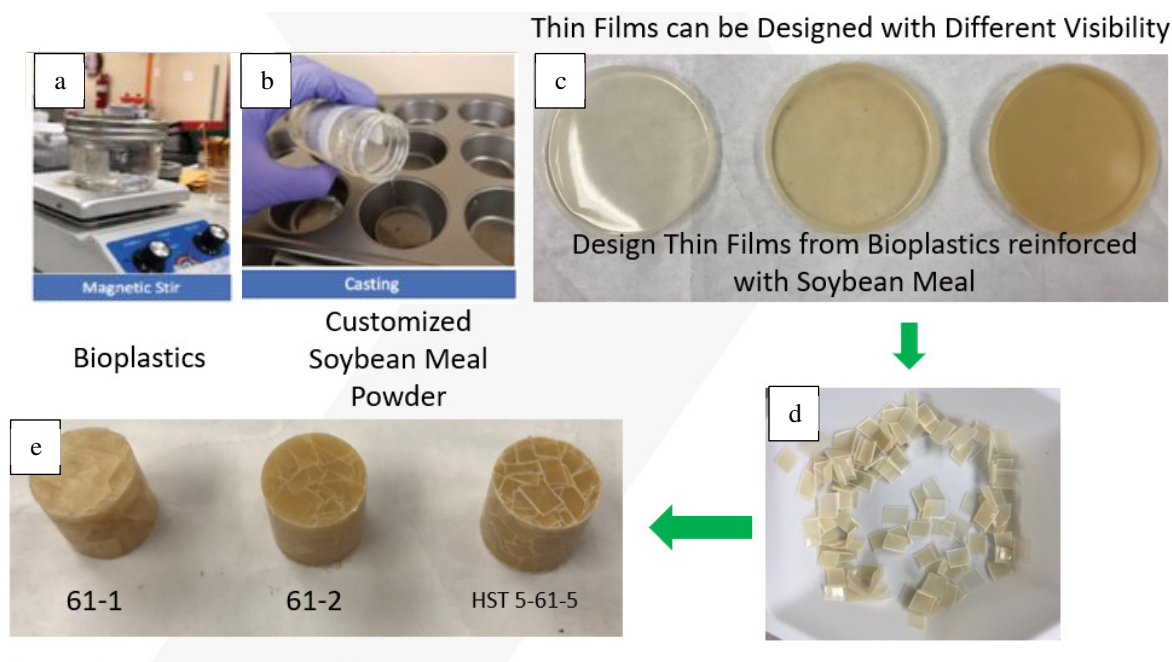 Thin Films can be Designed with Different Visibility
a
b
c
Magnetic Stir
Casting
Design Thin Films from Bioplastics reinforced
with Soybean Meal
Bioplastics
Customized
Soybean Meal
Powder
d
e
61-1
61-2
HST 5-61-5